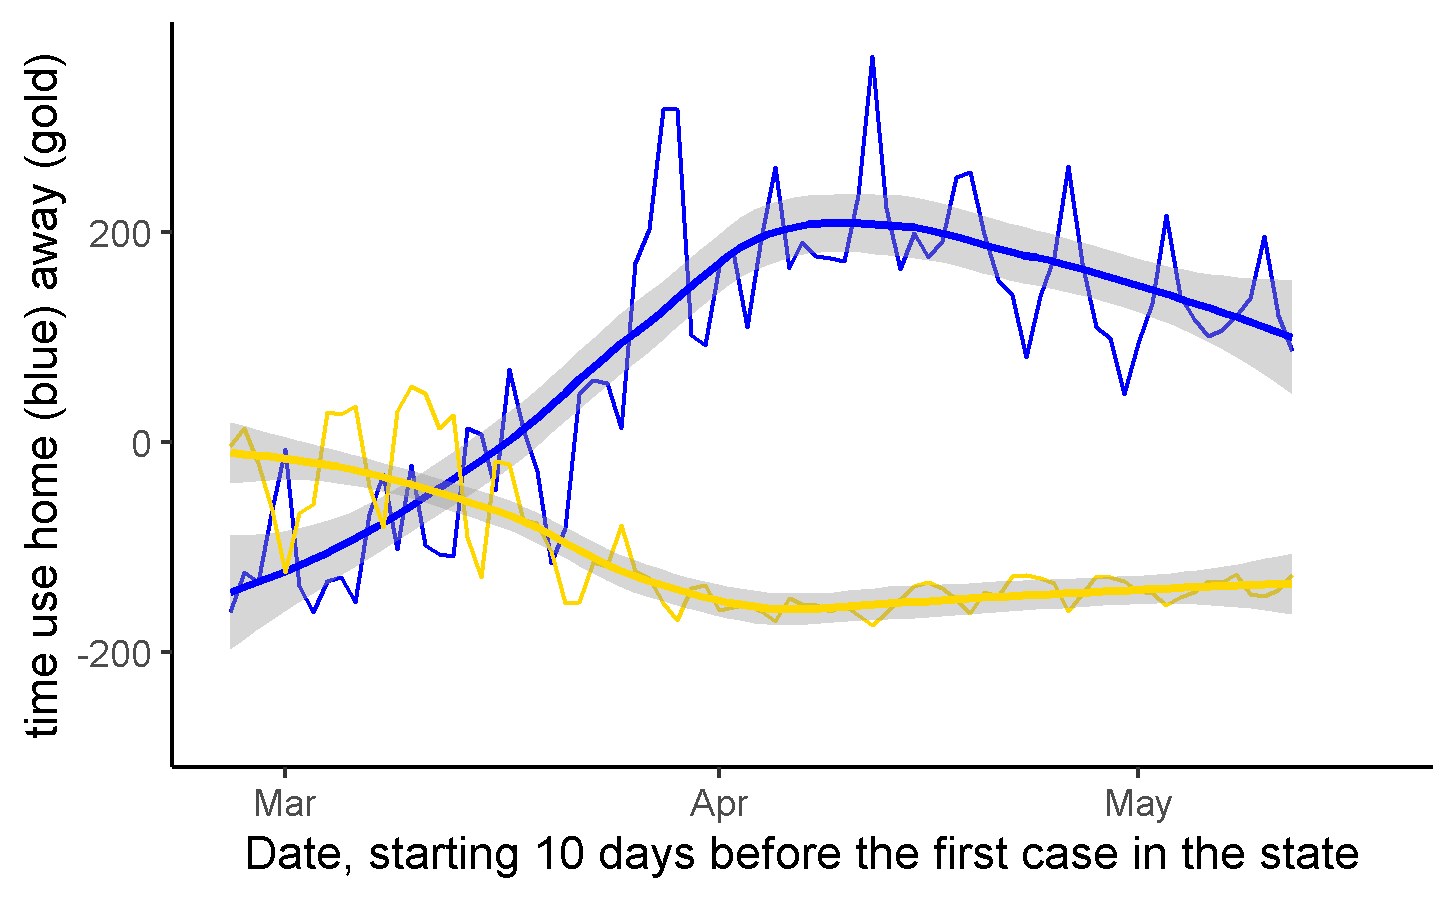 time use home (blue) away (gold)
200
0
-200
Mar Apr May
Date, starting 10 days before the first case in the state